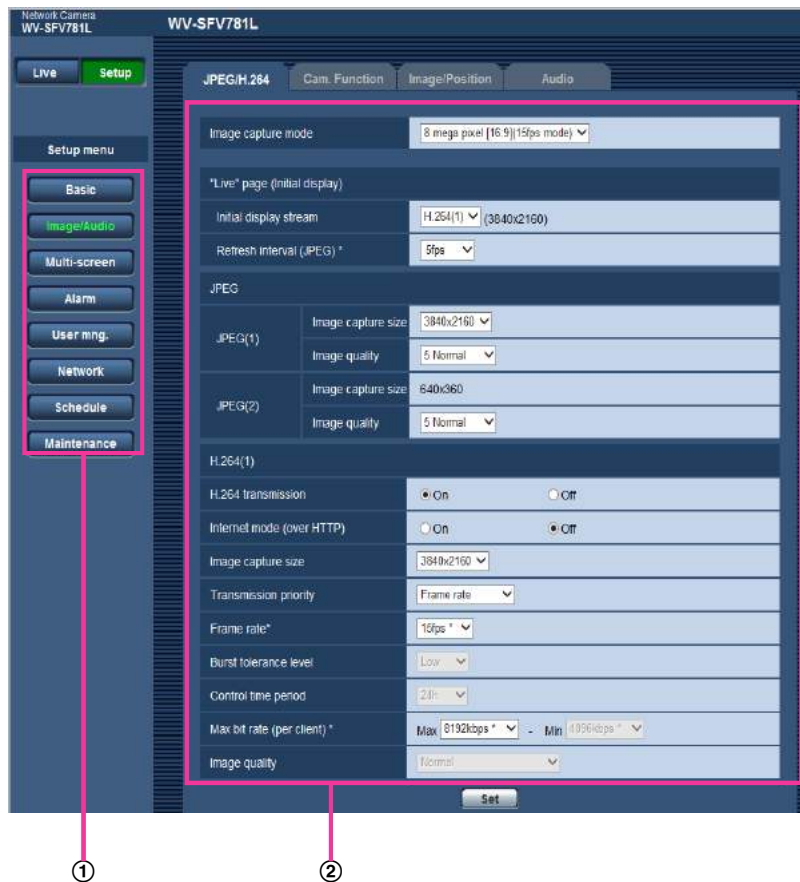 Network Camera
WV-SFV781L
WV-SFV781L
Live Setup
JPEG/H.264 Cam. Function Image/Position Audio
Setup menu
Basic
Image/Audio
Multi-screen
Alarm
User mng.
Network
Schedule
Maintenance
Image capture mode 8 mega pixel [16:9](15fps mode)
"Live" page (Initial display)
Initial display stream H.264(1) (3840x2160)
Refresh interval (JPEG) * 5fps
JPEG
JPEG(1) Image capture size 3840x2160
Image quality 5 Normal
JPEG(2) Image capture size 640x360
Image quality 5 Normal
H.264(1)
H.264 transmission On Off
Internet mode (over HTTP) On Off
Image capture size 3840x2160
Transmission priority Frame rate
Frame rate* 15fps *
Burst tolerance level Low
Control time period 24h
Max bit rate (per client) * Max 8192kbps * - Min 4096kbps *
Image quality Normal
Set
① ②